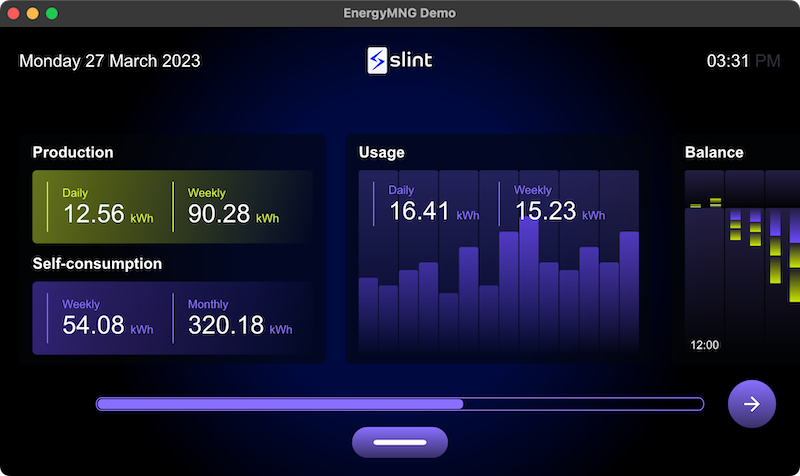 EnergyMNG Demo
Monday 27 March 2023
slint
03:31 PM
Production
Daily
12.56 kWh
Weekly
90.28 kWh
Self-consumption
Weekly
54.08 kWh
Monthly
320.18 kWh
Usage
Daily
16.41 kWh
Weekly
15.23 kWh
Balance
12:00